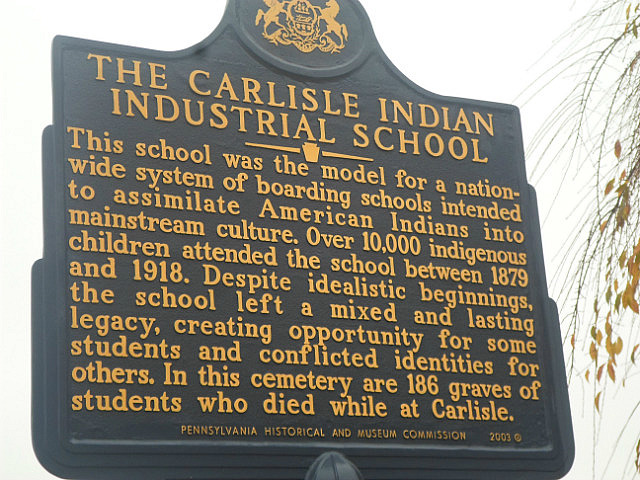 THE CARLISLE INDIAN
INDUSTRIAL SCHOOL
This school was the model for a nation-
wide system of boarding schools intended
to assimilate American Indians into
mainstream culture. Over 10,000 indigenous
children attended the school between 1879
and 1918. Despite idealistic beginnings,
the school left a mixed and lasting
legacy, creating opportunity for some
students and conflicted identities for
others. In this cemetery are 186 graves of
students who died while at Carlisle.
PENNSYLVANIA HISTORICAL AND MUSEUM COMMISSION 2003 ©